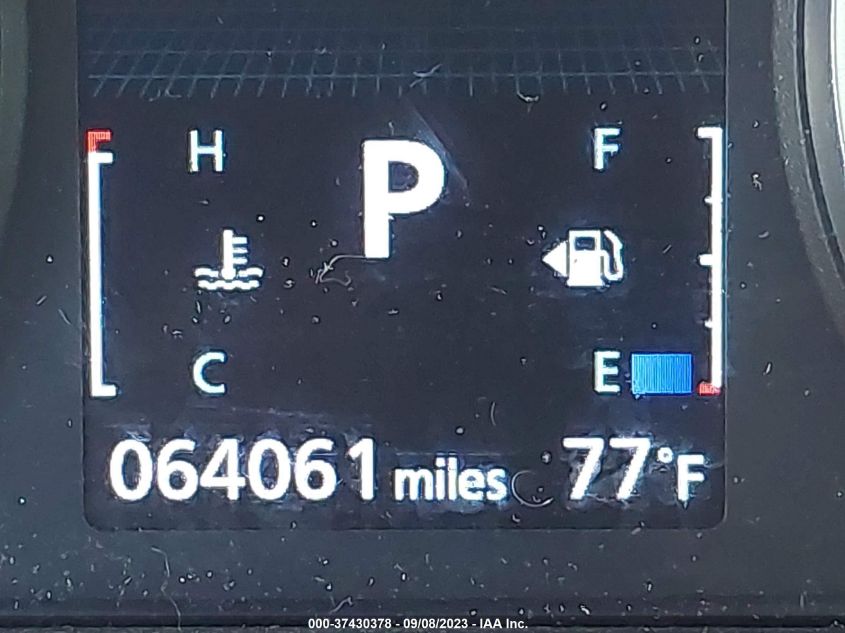 H P F
C E
064061 miles 77°F
000-37430378 - 09/08/2023 - IAA Inc.